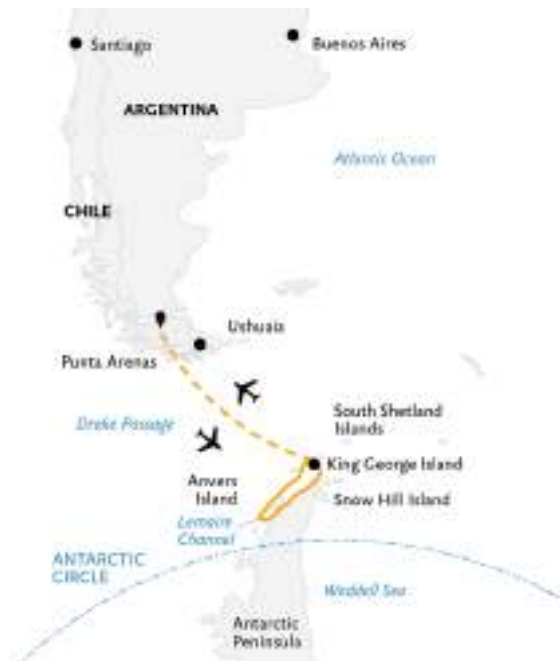 Santiago
Buenos Aires
ARGENTINA
Atlantic Ocean
CHILE
Ushuaia
Punta Arenas
Drake Passage
South Shetland
Islands
King George Island
Anvers
Island
Snow Hill Island
Lemaire
Channel
ANTARCTIC
CIRCLE
Weddell Sea
Antarctic
Peninsula